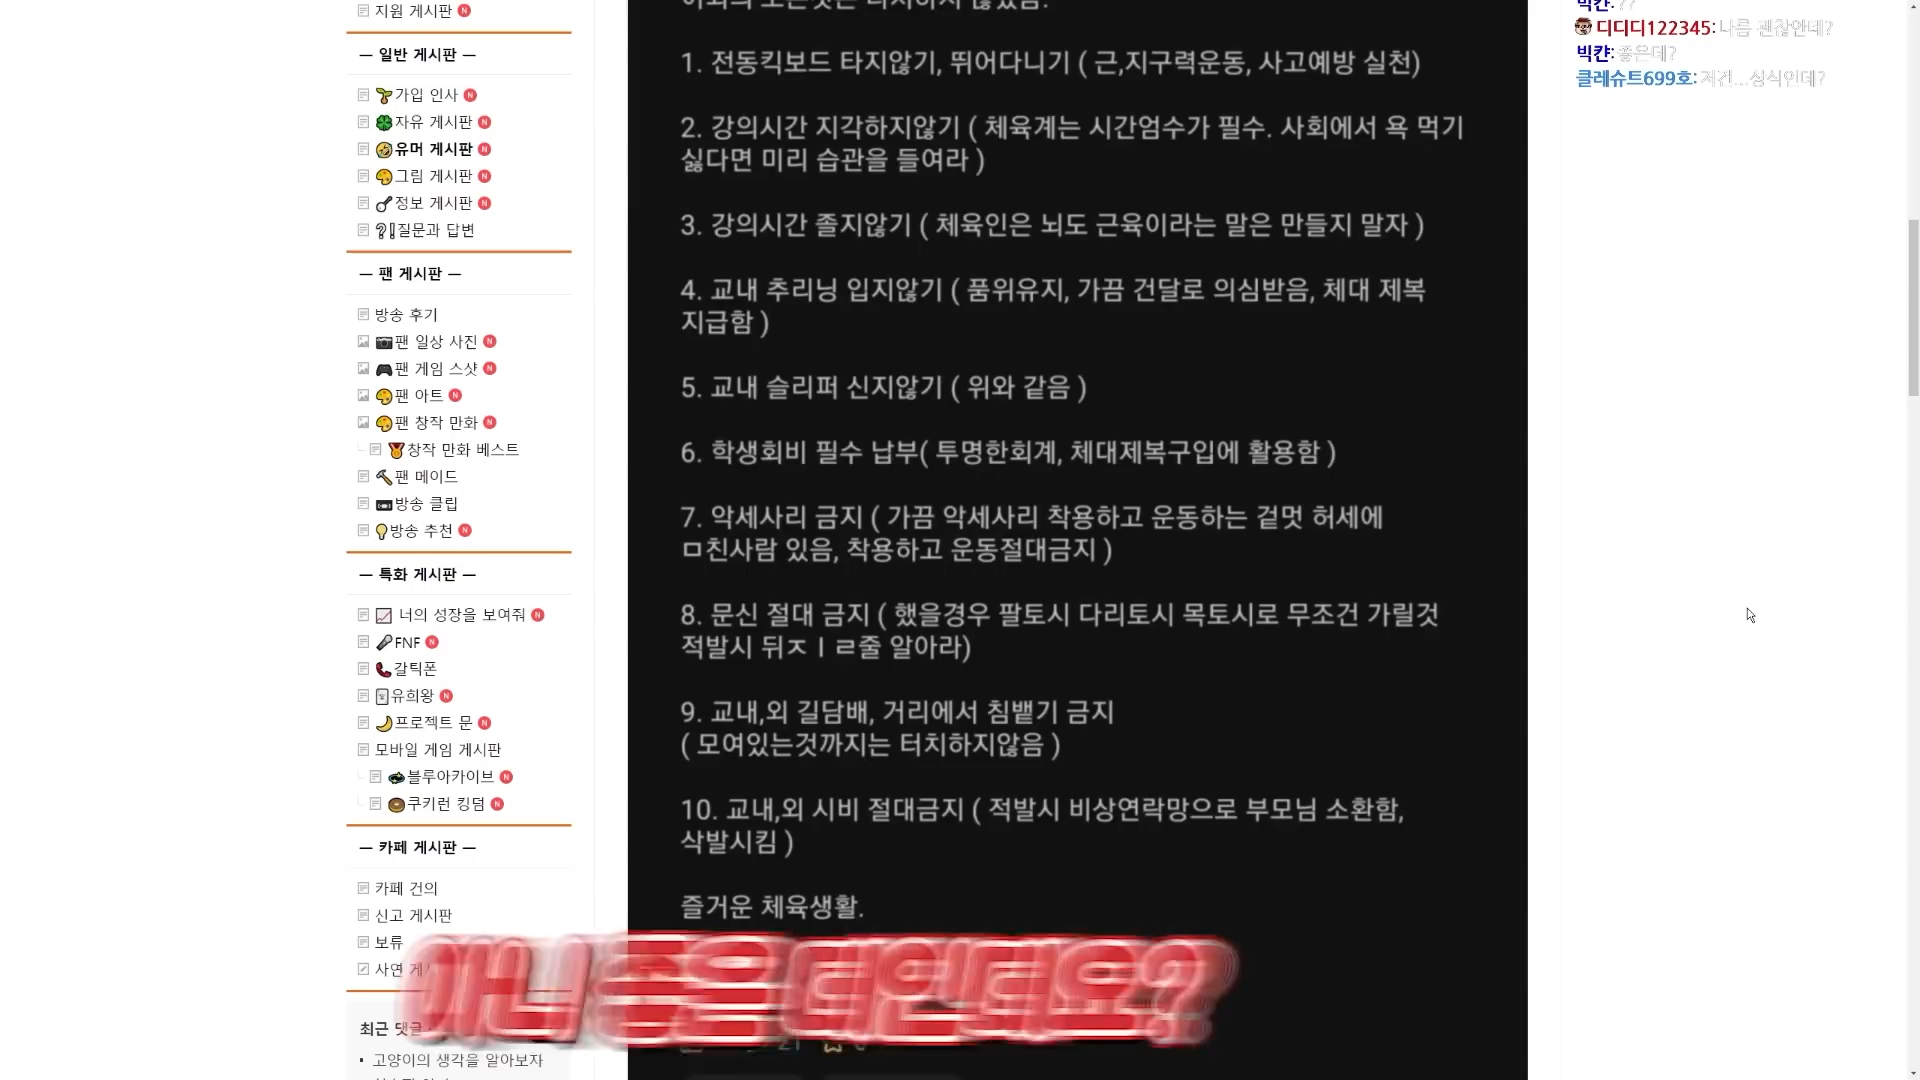 지원 게시판
— 일반 게시판 —
가입 인사
자유 게시판
유머 게시판
그림 게시판
정보 게시판
?!질문과 답변
— 팬 게시판 —
방송 후기
팬 일상 사진
팬 게임 스샷
팬 아트
팬 창작 만화
창작 만화 베스트
팬 메이드
방송 클립
방송 추천
— 특화 게시판 —
너의 성장을 보여줘
FNF
갈틱폰
유희왕
프로젝트 문
모바일 게임 게시판
블루아카이브
쿠키런 킹덤
— 카페 게시판 —
카페 건의
신고 게시판
보류
사연
최근 댓글
고양이의 생각을 알아보자
1. 전동킥보드 타지않기, 뛰어다니기 ( 근,지구력운동, 사고예방 실천)
2. 강의시간 지각하지않기 ( 체육계는 시간엄수가 필수. 사회에서 욕 먹기
싫다면 미리 습관을 들여라 )
3. 강의시간 졸지않기 ( 체육인은 뇌도 근육이라는 말은 만들지 말자 )
4. 교내 추리닝 입지않기 ( 품위유지, 가끔 건달로 의심받음, 체대 제복
지급함 )
5. 교내 슬리퍼 신지않기 ( 위와 같음 )
6. 학생회비 필수 납부( 투명한회계, 체대제복구입에 활용함 )
7. 악세사리 금지 ( 가끔 악세사리 착용하고 운동하는 겉멋 허세에
ㅁ친사람 있음, 착용하고 운동절대금지 )
8. 문신 절대 금지 ( 했을경우 팔토시 다리토시 목토시로 무조건 가릴것
적발시 뒤ㅈㅣㄹ줄 알아라)
9. 교내,외 길담배, 거리에서 침뱉기 금지
( 모여있는것까지는 터치하지않음 )
10. 교내,외 시비 절대금지 ( 적발시 비상연락망으로 부모님 소환함,
삭발시킴 )
즐거운 체육생활.
빅캰: ??
디디디122345: 나름 괜찮안데?
빅캰: 좋은데?
클레슈트699호: 저건...상식인데?